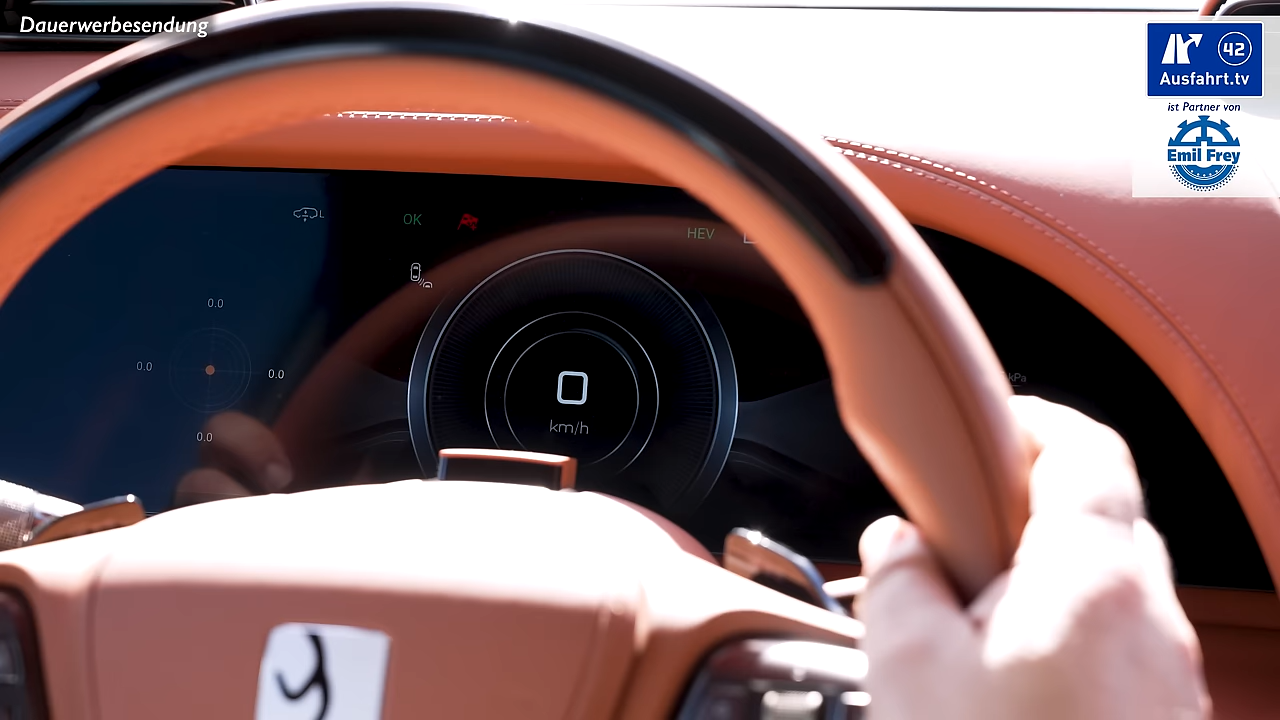 Dauerwerbesendung
42
Ausfahrt.tv
ist Partner von
Emil Frey
L
OK
HEV
0.0
0.0
0.0
0.0
0
km/h
kPa